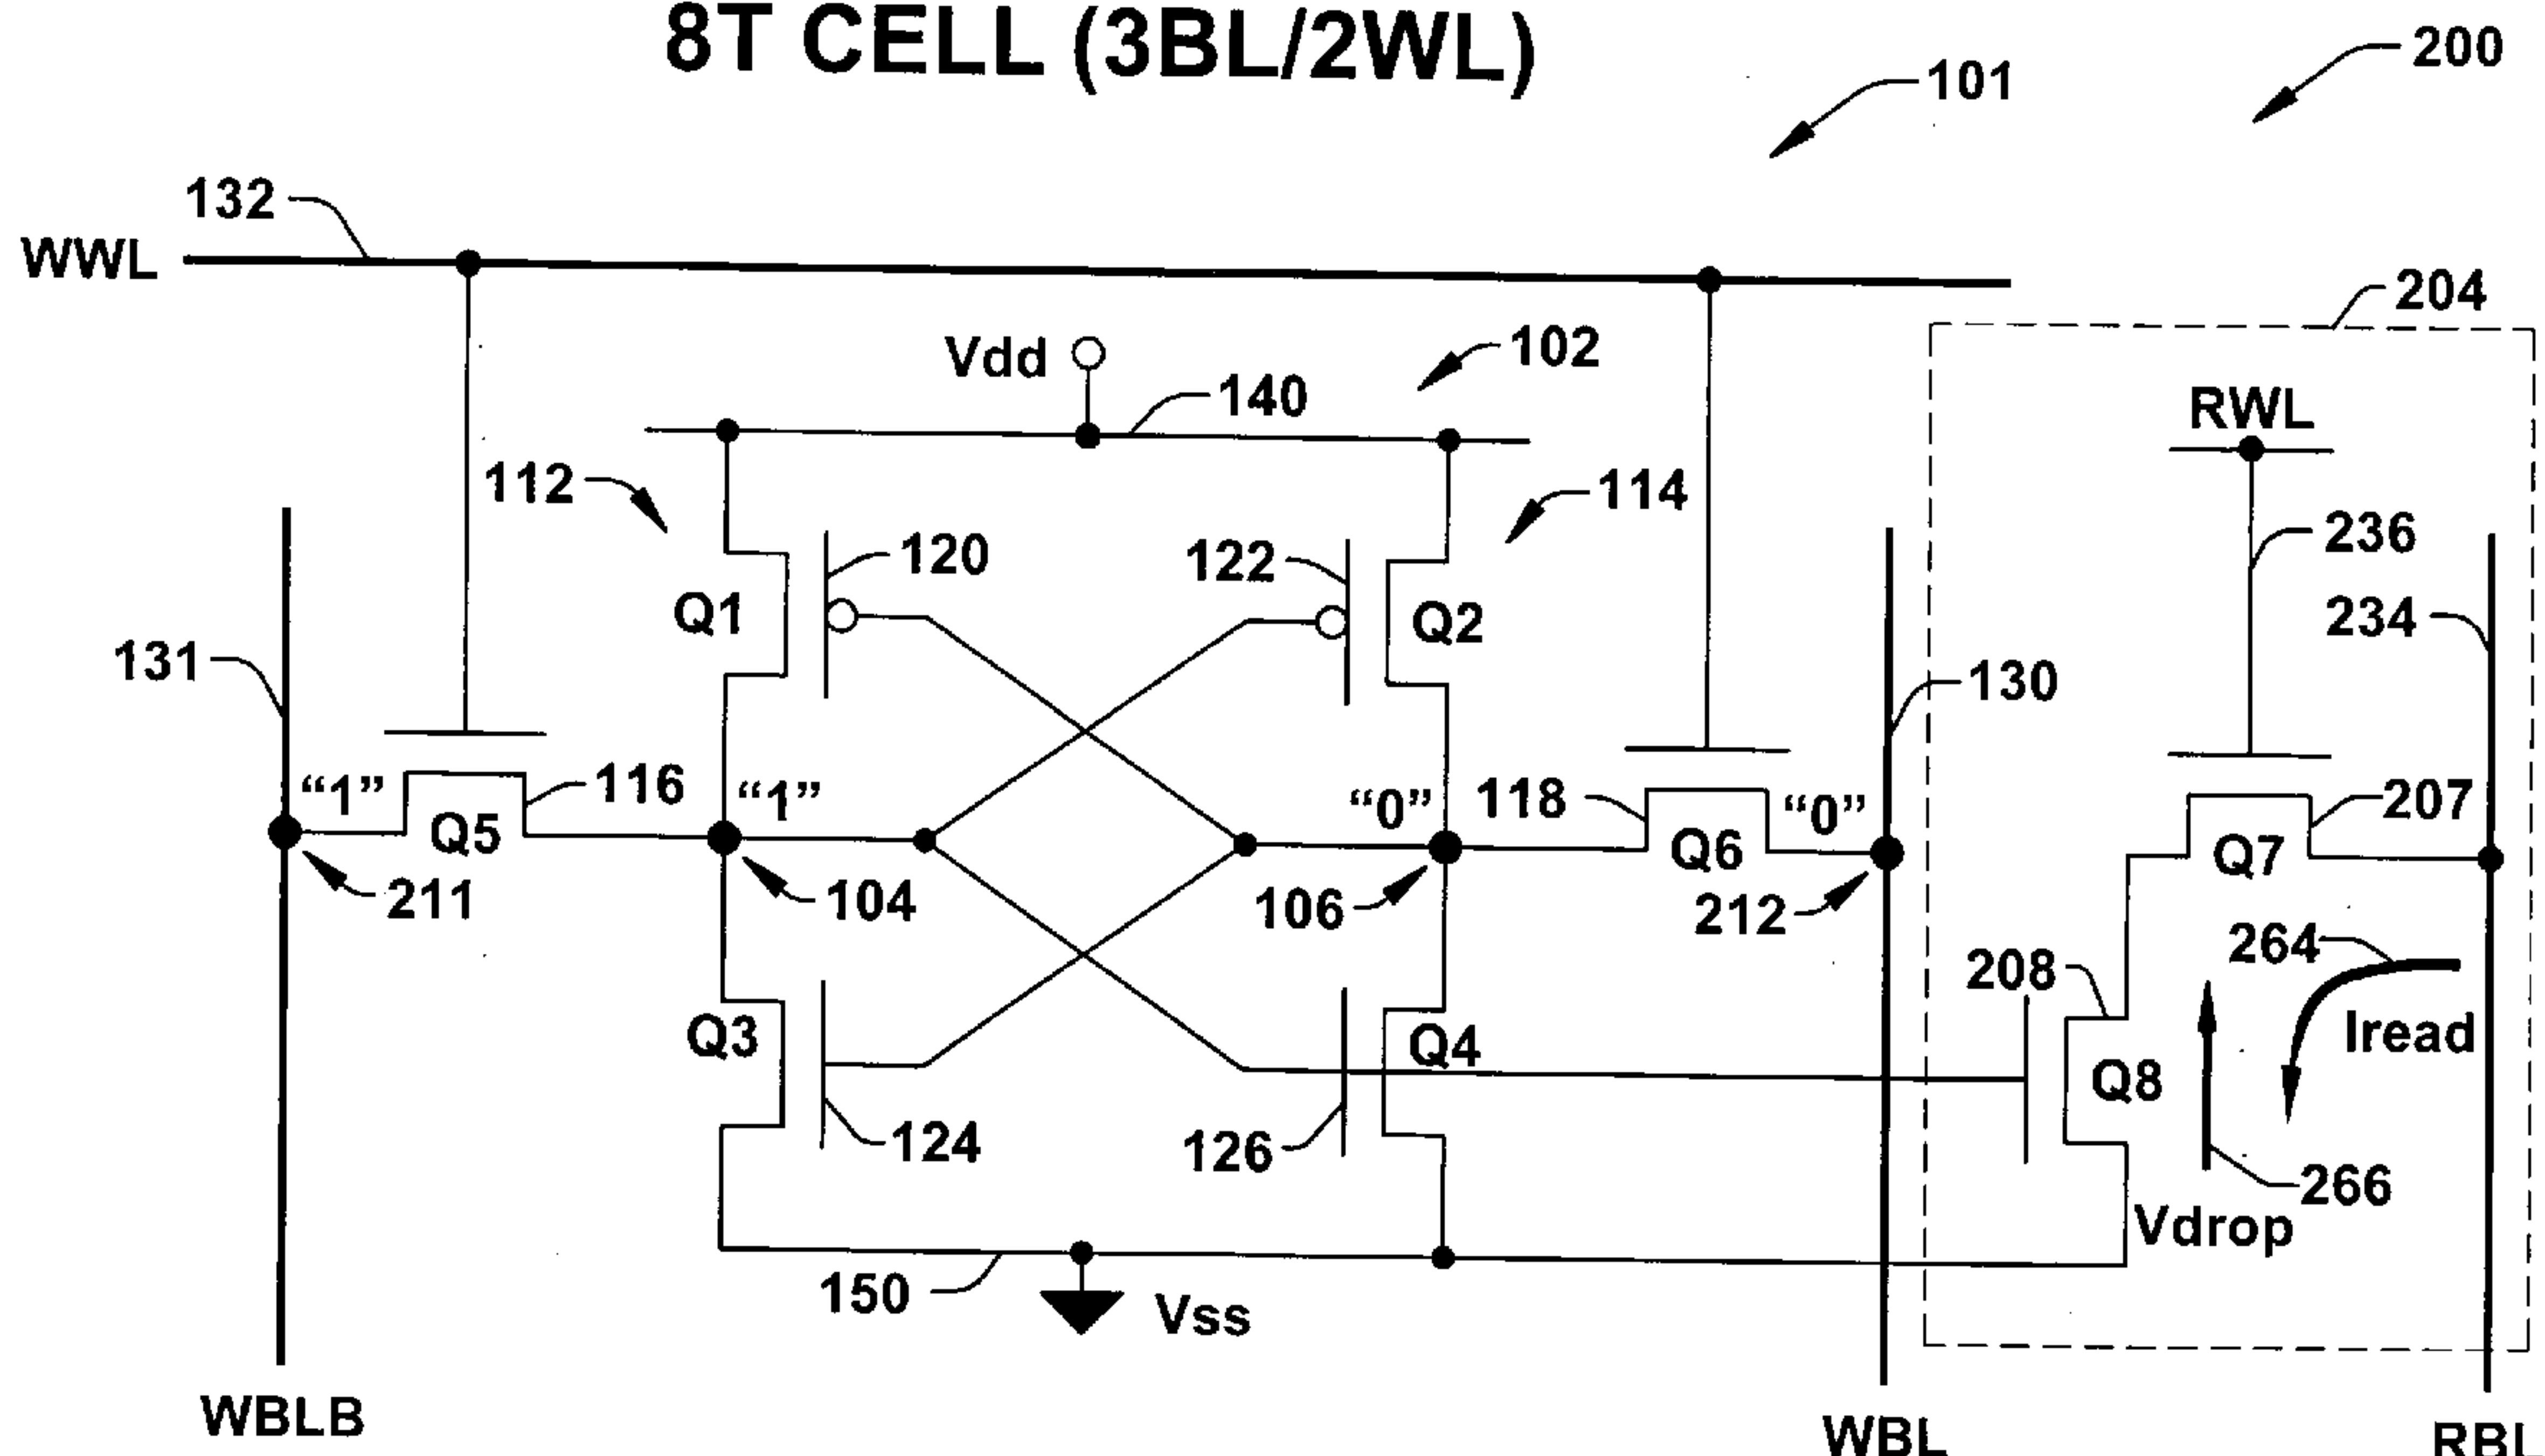 8T CELL (3BL/2WL)
200
101
132
WWL
204
Vdd
102
140
RWL
112
114
120
122
236
Q1
Q2
234
131
130
"1"
116
"1"
"0"
118
"0"
207
Q5
Q6
Q7
211
104
106
212
264
208
Q3
Q4
Iread
Q8
124
126
266
Vdrop
150
Vss
WBLB
WBL
RBL